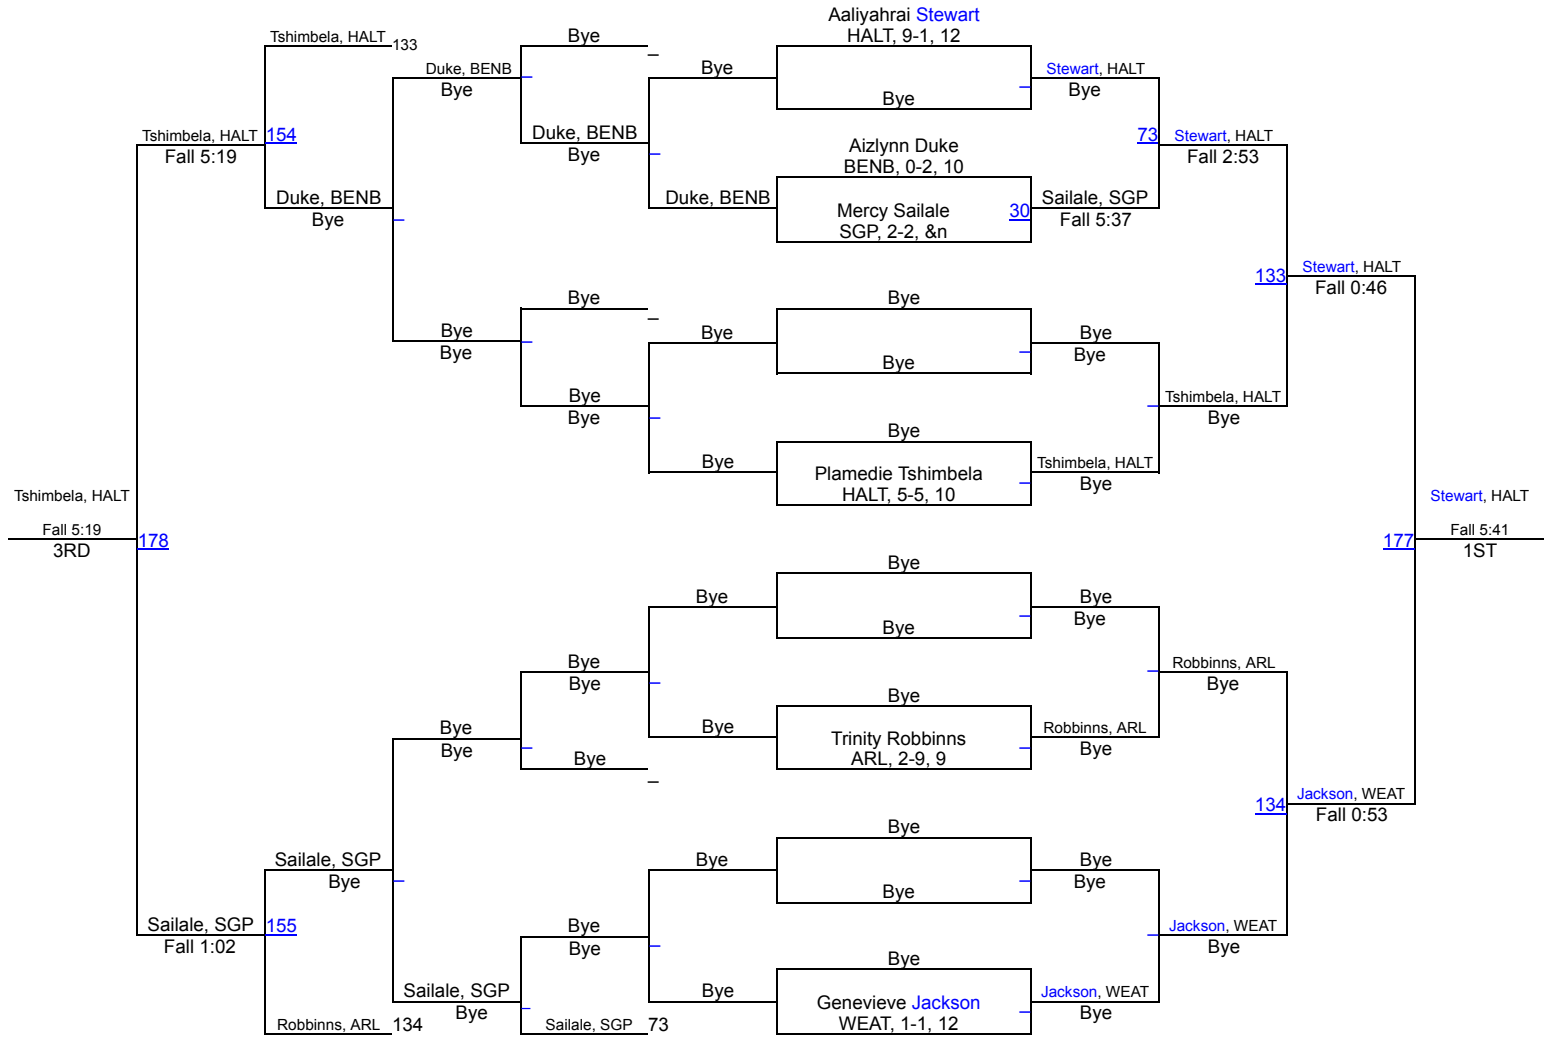 Aaliyahrai Stewart
HALT, 9-1, 12
Tshimbela, HALT
133
Bye
_
Duke, BENB
Bye
_
Bye
Bye
_
Stewart, HALT
Bye
Tshimbela, HALT
Fall 5:19
154
Duke, BENB
Bye
_
Aizlynn Duke
BENB, 0-2, 10
73
Stewart, HALT
Fall 2:53
Duke, BENB
Bye
_
Duke, BENB
Mercy Sailale
SGP, 2-2, &n
30
Sailale, SGP
Fall 5:37
133
Stewart, HALT
Fall 0:46
Bye
_
Bye
Bye
Bye
_
Bye
Bye
Bye
_
Bye
Bye
Bye
Bye
_
_
Tshimbela, HALT
Bye
Bye
Bye
Plamedie Tshimbela
HALT, 5-5, 10
_
Tshimbela, HALT
Bye
Tshimbela, HALT
Fall 5:19
3RD
178
177
Stewart, HALT
Fall 5:41
1ST
Bye
Bye
Bye
_
Bye
Bye
Bye
Bye
_
_
Robbinns, ARL
Bye
Bye
Bye
_
Bye
Bye
Bye
Trinity Robbinns
ARL, 2-9, 9
_
Robbinns, ARL
Bye
Bye
_
134
Jackson, WEAT
Fall 0:53
Bye
Sailale, SGP
Bye
_
Bye
Bye
_
Bye
Bye
Sailale, SGP
Fall 1:02
155
Bye
Bye
_
_
Jackson, WEAT
Bye
Bye
Sailale, SGP
Bye
_
Bye
Genevieve Jackson
WEAT, 1-1, 12
_
Jackson, WEAT
Bye
Robbinns, ARL
134
Sailale, SGP
73